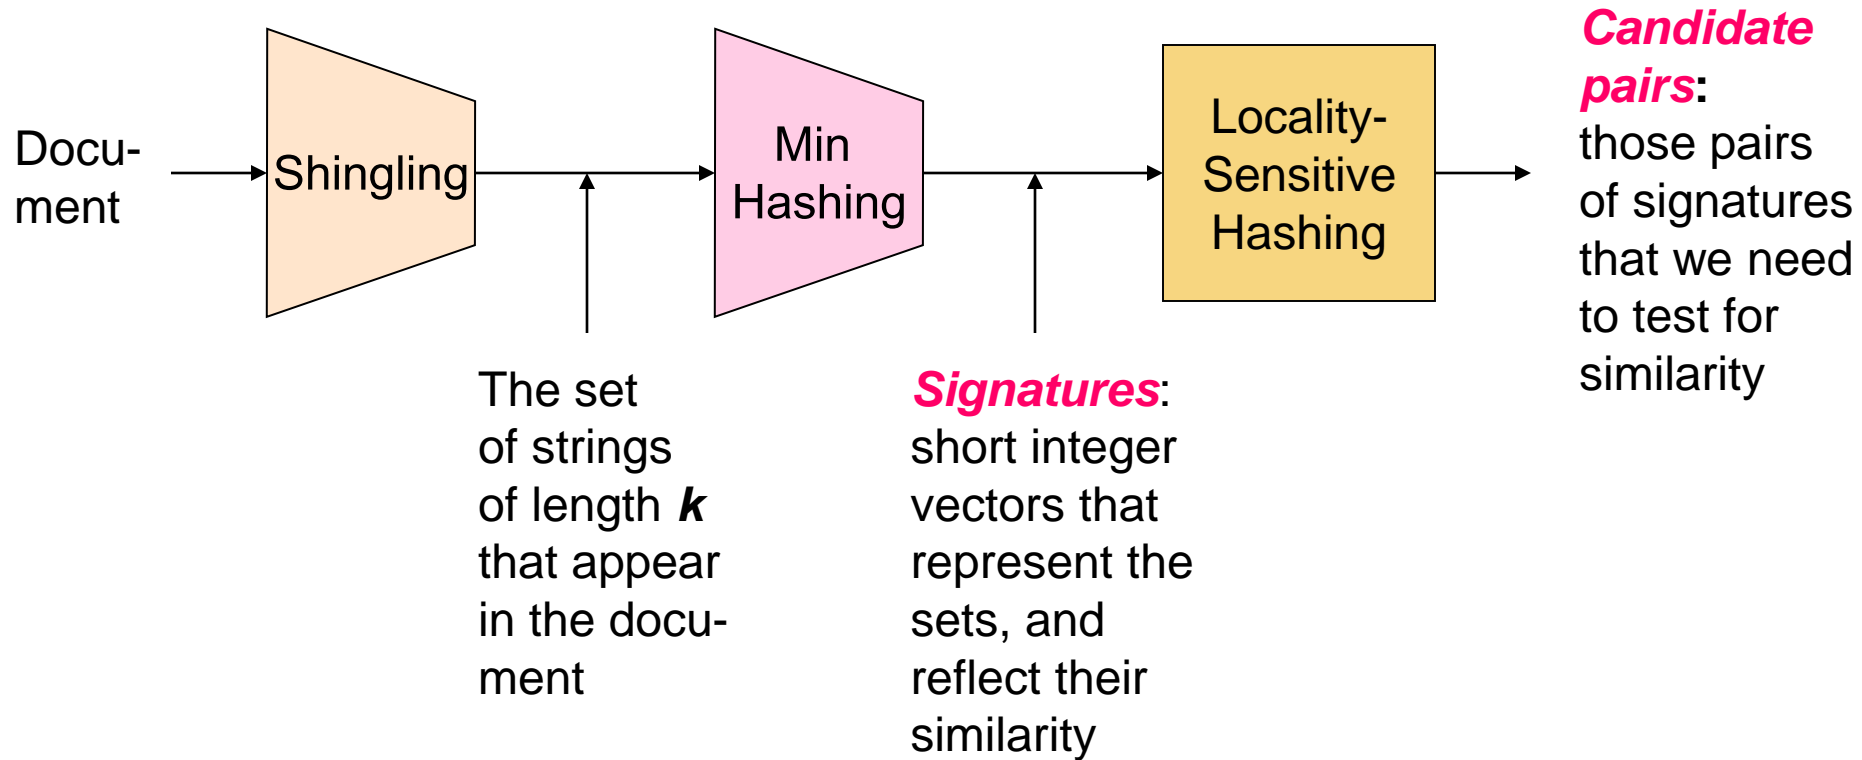 Docu-
ment
Shingling
The set
of strings
of length k
that appear
in the docu-
ment
Min
Hashing
Signatures:
short integer
vectors that
represent the
sets, and
reflect their
similarity
Locality-
Sensitive
Hashing
Candidate
pairs:
those pairs
of signatures
that we need
to test for
similarity